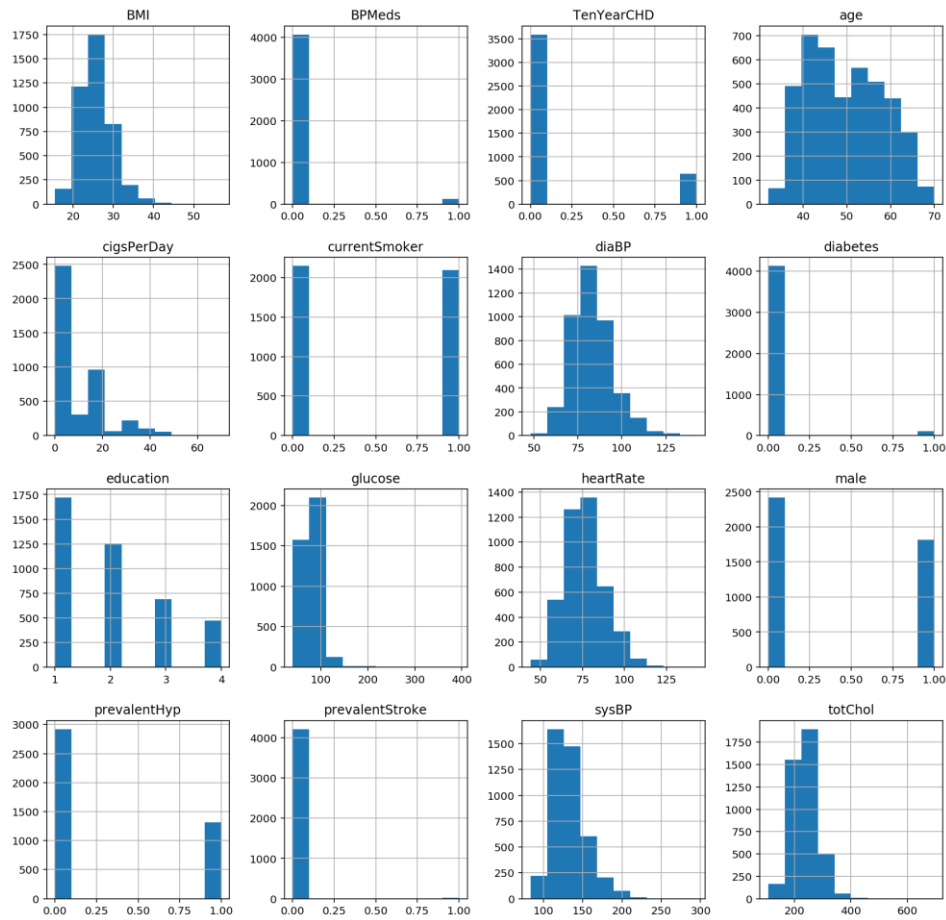 BMI BPMeds TenYearCHD age
1750 1500 1250 1000 750 500 250 0
20 30 40 50
4000 3000 2000 1000 0
0.00 0.25 0.50 0.75 1.00
3500 3000 2500 2000 1500 1000 500 0
0.00 0.25 0.50 0.75 1.00
700 600 500 400 300 200 100 0
40 50 60 70
cigsPerDay currentSmoker diaBP diabetes
2500 2000 1500 1000 500 0
0 20 40 60
2000 1500 1000 500 0
0.00 0.25 0.50 0.75 1.00
1400 1200 1000 800 600 400 200 0
50 75 100 125
4000 3000 2000 1000 0
0.00 0.25 0.50 0.75 1.00
education glucose heartRate male
1750 1500 1250 1000 750 500 250 0
1 2 3 4
2000 1500 1000 500 0
100 200 300 400
1400 1200 1000 800 600 400 200 0
50 75 100 125
2500 2000 1500 1000 500 0
0.00 0.25 0.50 0.75 1.00
prevalentHyp prevalentStroke sysBP totChol
3000 2500 2000 1500 1000 500 0
0.00 0.25 0.50 0.75 1.00
4000 3000 2000 1000 0
0.00 0.25 0.50 0.75 1.00
1500 1250 1000 750 500 250 0
100 150 200 250 300
1750 1500 1250 1000 750 500 250 0
200 400 600